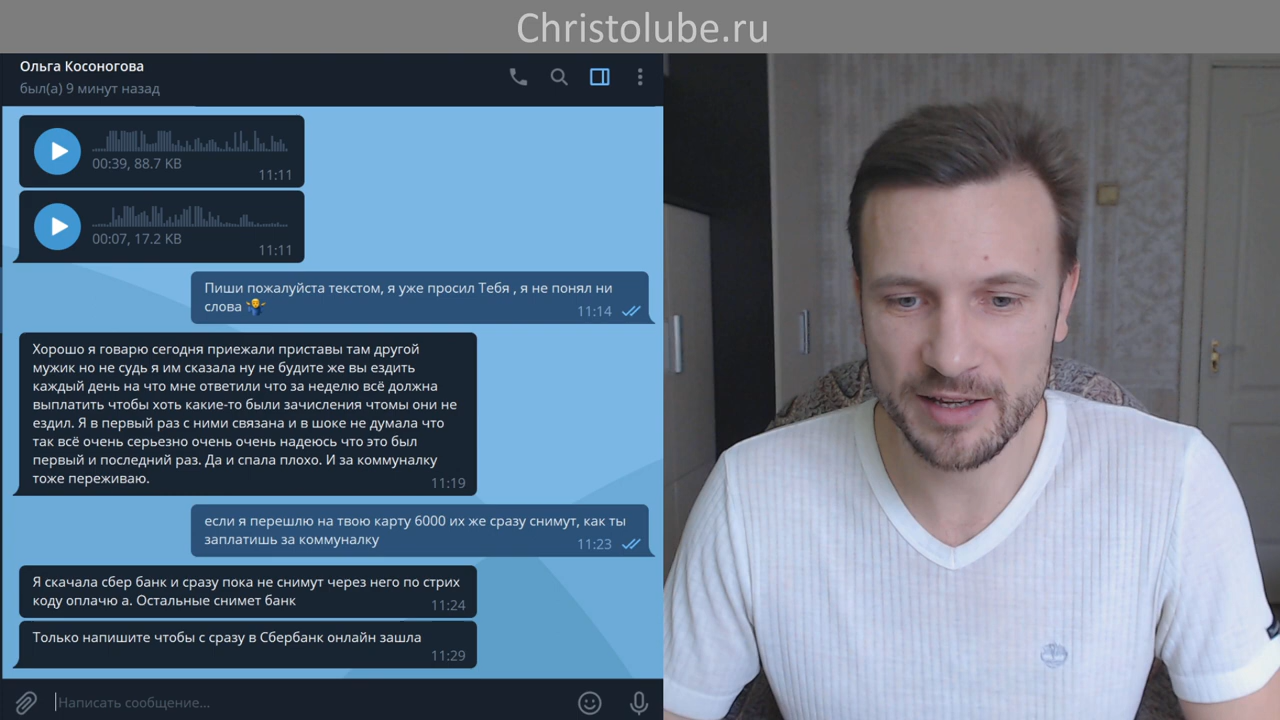 Christolube.ru
Ольга Косоногова
был(а) 9 минут назад
00:39, 88.7 KB
11:11
00:07, 17.2 KB
11:11
Пиши пожалуйста текстом, я уже просил Тебя , я не понял ни
слова 🤷‍♂️
11:14
Хорошо я говарю сегодня приежали приставы там другой
мужик но не судь я им сказала ну не будите же вы ездить
каждый день на что мне ответили что за неделю всё должна
выплатить чтобы хоть какие-то были зачисления чтомы они не
ездил. Я в первый раз с ними связана и в шоке не думала что
так всё очень серьезно очень очень надеюсь что это был
первый и последний раз. Да и спала плохо. И за коммуналку
тоже переживаю.
11:19
если я перешлю на твою карту 6000 их же сразу снимут, как ты
заплатишь за коммуналку
11:23
Я скачала сбер банк и сразу пока не снимут через него по стрих
коду оплачю а. Остальные снимет банк
11:24
Только напишите чтобы с сразу в Сбербанк онлайн зашла
11:29
Написать сообщение...